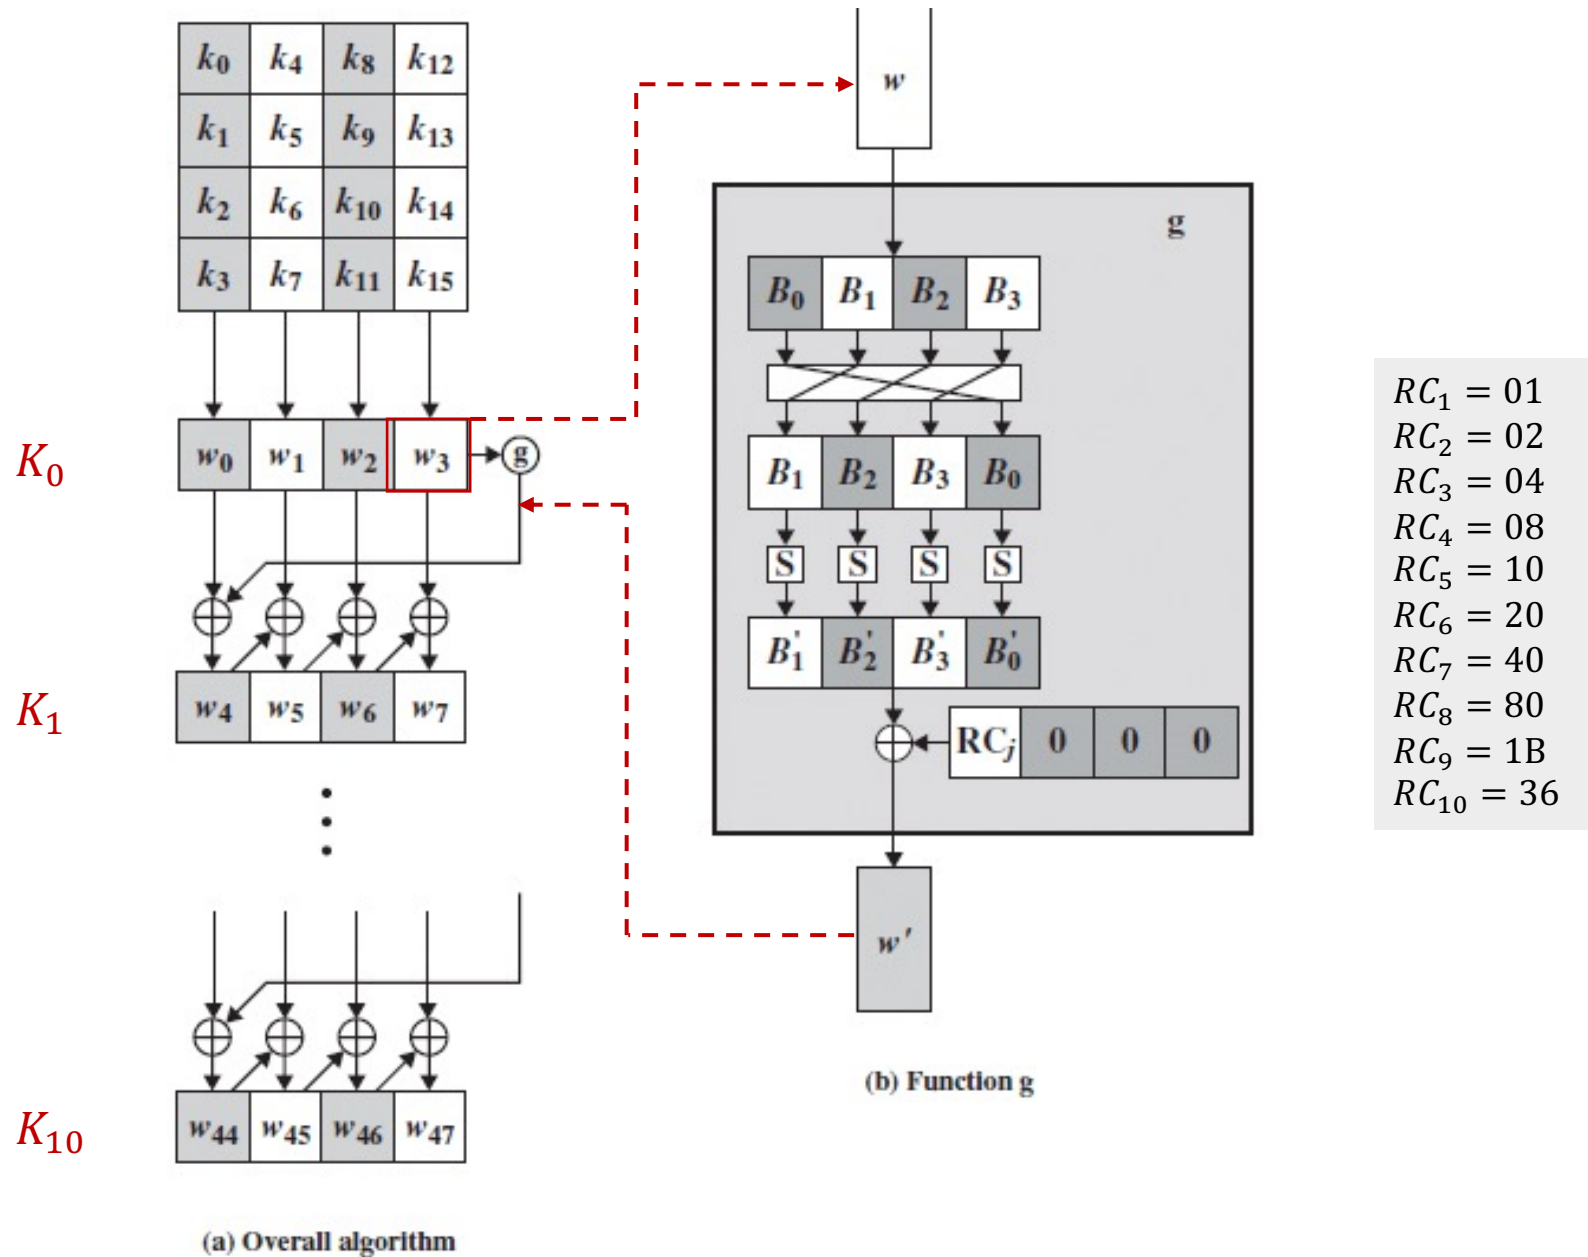 k0 k4 k8 k12
k1 k5 k9 k13
k2 k6 k10 k14
k3 k7 k11 k15
K0
w0 w1 w2 w3 g
K1
w4 w5 w6 w7
K10
w44 w45 w46 w47
(a) Overall algorithm
w
g
B0 B1 B2 B3
B1 B2 B3 B0
S S S S
B'1 B'2 B'3 B'0
RCj 0 0 0
w'
(b) Function g
RC1 = 01
RC2 = 02
RC3 = 04
RC4 = 08
RC5 = 10
RC6 = 20
RC7 = 40
RC8 = 80
RC9 = 1B
RC10 = 36